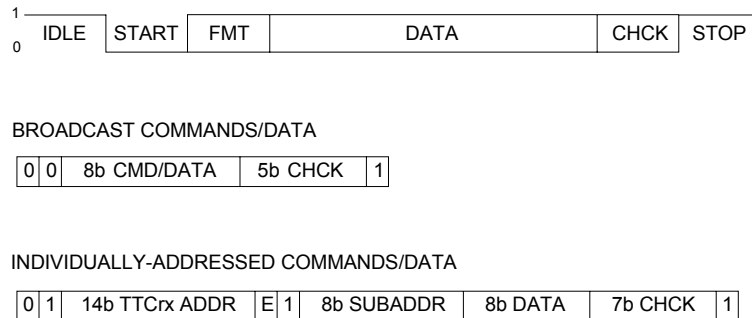 1
0
IDLE START FMT DATA CHCK STOP
BROADCAST COMMANDS/DATA
0 0 8b CMD/DATA 5b CHCK 1
INDIVIDUALLY-ADDRESSED COMMANDS/DATA
0 1 14b TTCrx ADDR E 1 8b SUBADDR 8b DATA 7b CHCK 1